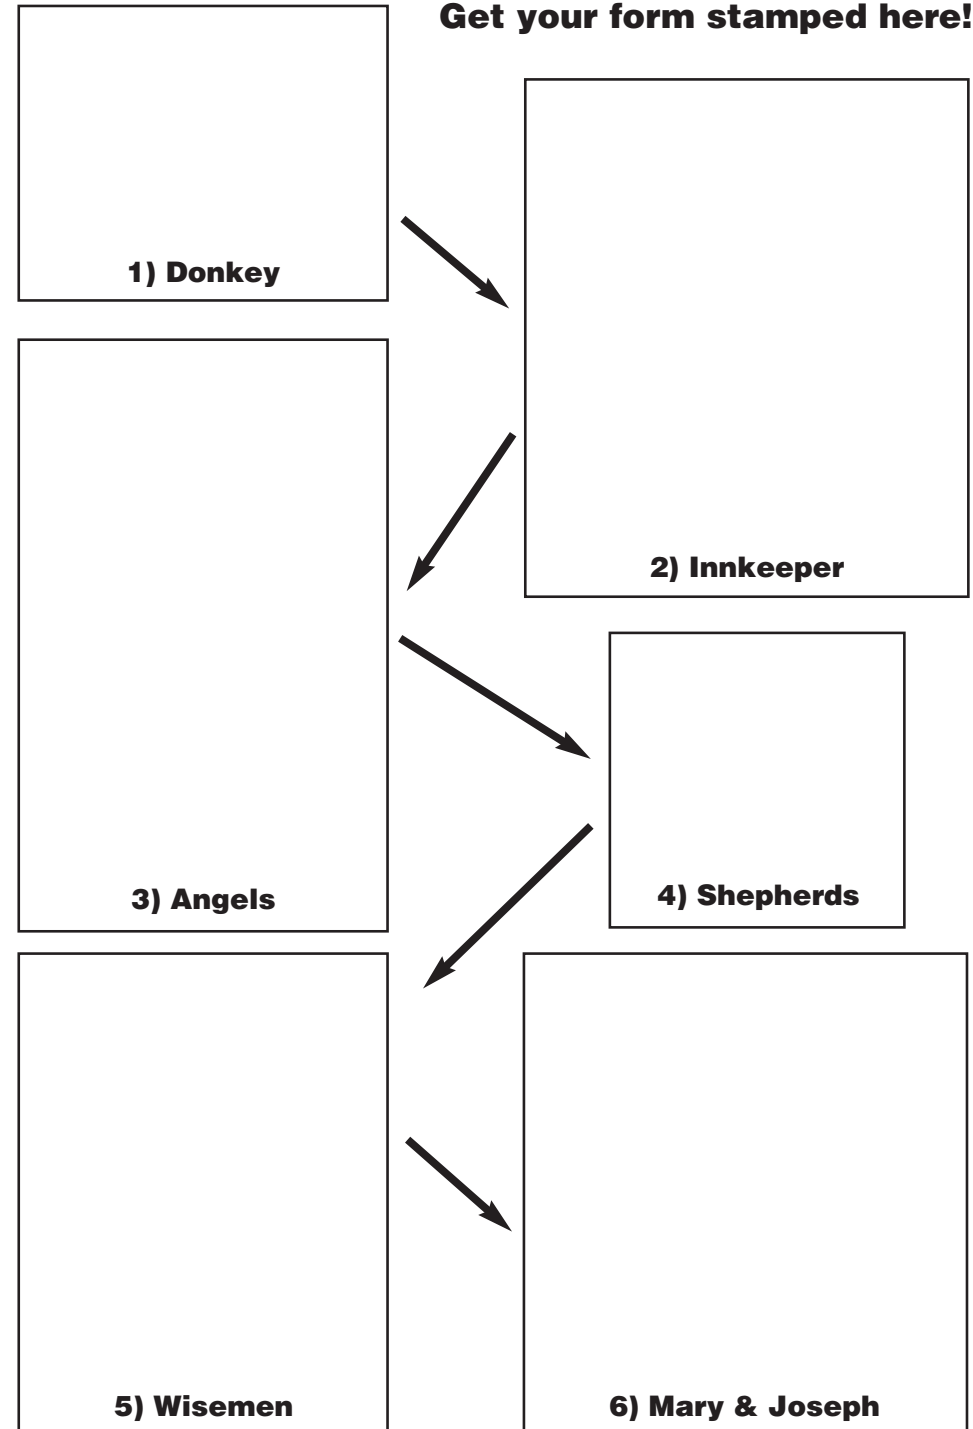 Get your form stamped here!
1) Donkey
2) Innkeeper
3) Angels
4) Shepherds
5) Wisemen
6) Mary & Joseph